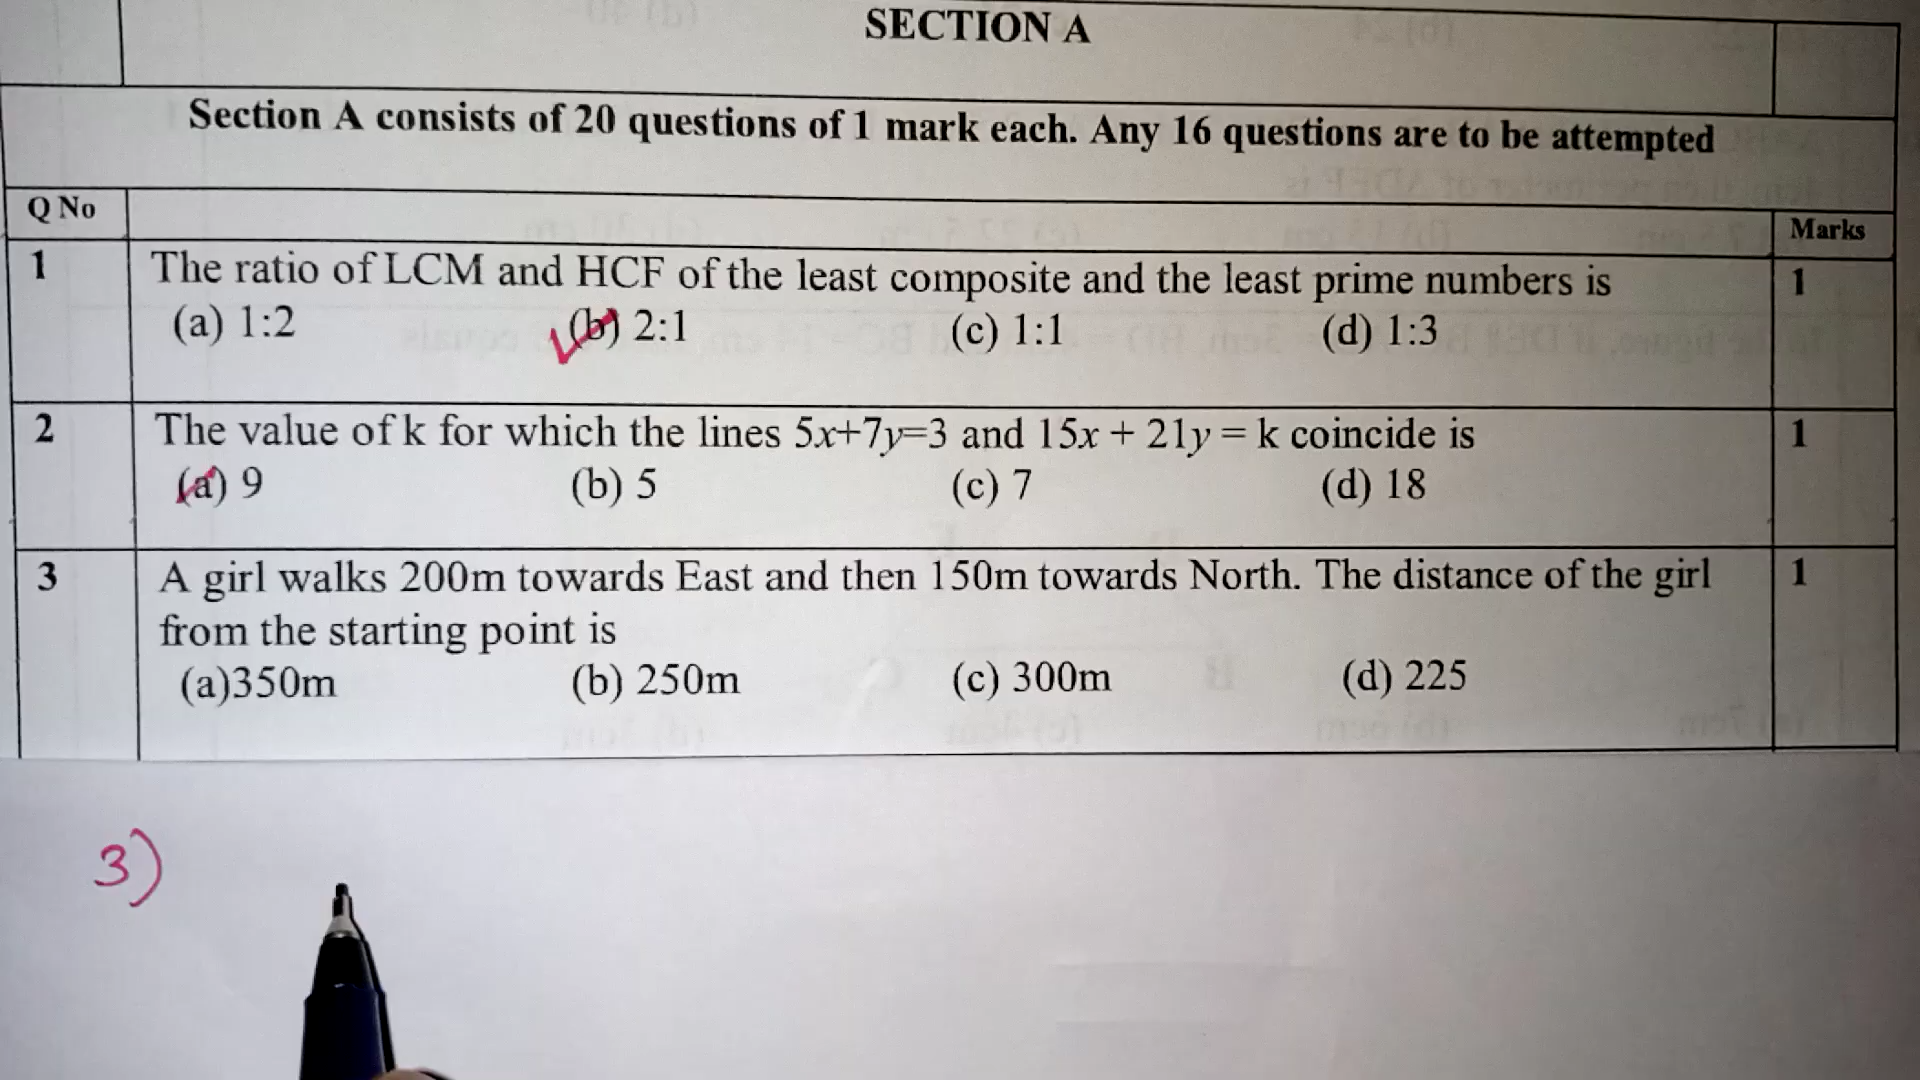 SECTION A
Section A consists of 20 questions of 1 mark each. Any 16 questions are to be attempted
Q No
Marks
1 The ratio of LCM and HCF of the least composite and the least prime numbers is 1
(a) 1:2 (b) 2:1 (c) 1:1 (d) 1:3
2 The value of k for which the lines 5x+7y=3 and 15x + 21y = k coincide is 1
(a) 9 (b) 5 (c) 7 (d) 18
3 A girl walks 200m towards East and then 150m towards North. The distance of the girl 1
from the starting point is
(a)350m (b) 250m (c) 300m (d) 225
3)